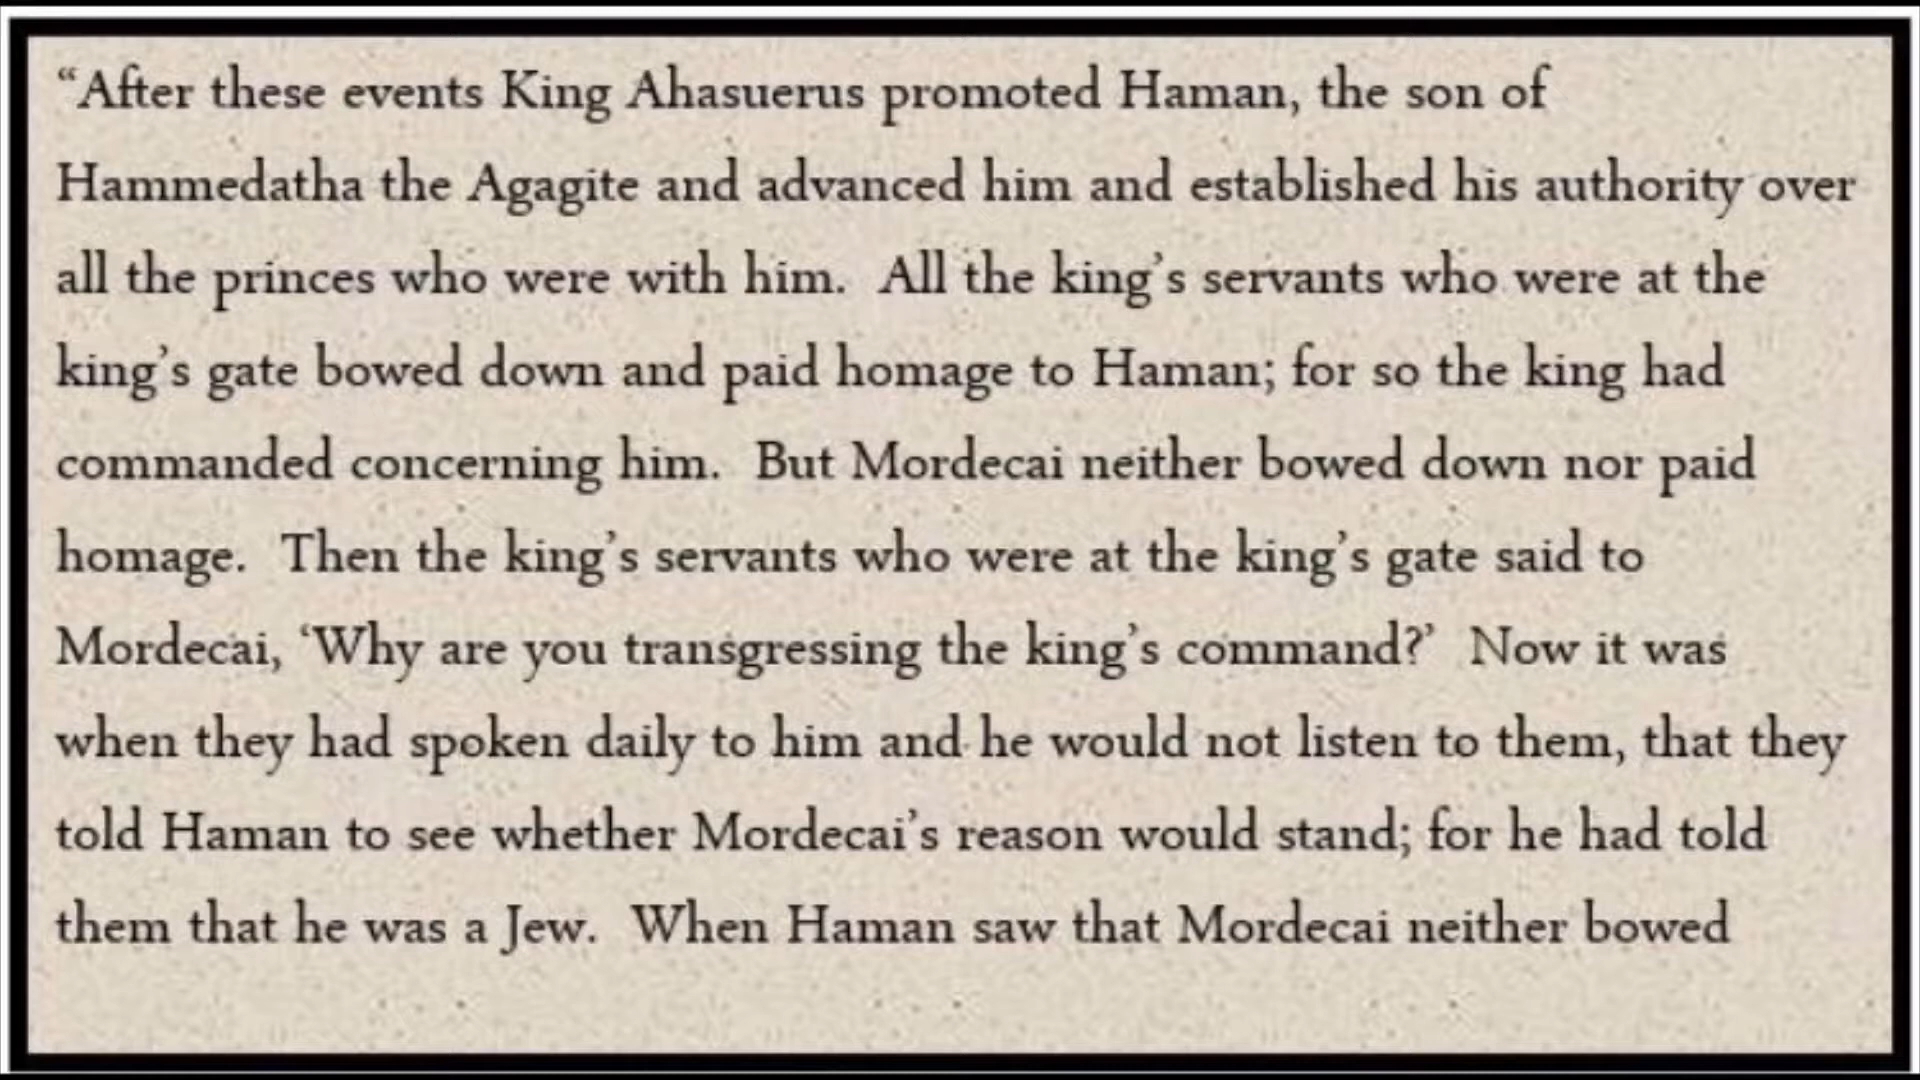 “After these events King Ahasuerus promoted Haman, the son of
Hammedatha the Agagite and advanced him and established his authority over
all the princes who were with him.  All the king’s servants who were at the
king’s gate bowed down and paid homage to Haman; for so the king had
commanded concerning him.  But Mordecai neither bowed down nor paid
homage.  Then the king’s servants who were at the king’s gate said to
Mordecai, ‘Why are you transgressing the king’s command?’  Now it was
when they had spoken daily to him and he would not listen to them, that they
told Haman to see whether Mordecai’s reason would stand; for he had told
them that he was a Jew.  When Haman saw that Mordecai neither bowed